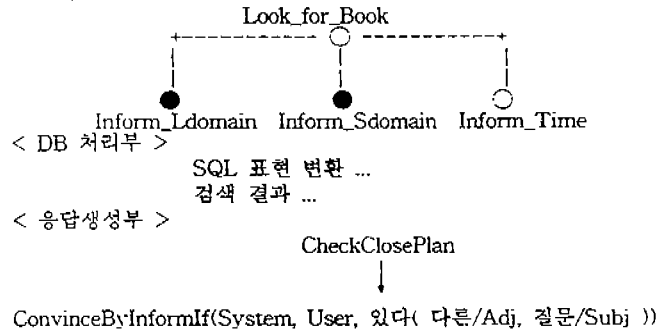 Look_for_Book
Inform_Ldomain Inform_Sdomain Inform_Time
< DB 처리부 >
SQL 표현 변환 ...
검색 결과 ...
< 응답생성부 >
CheckClosePlan
ConvinceByInformIf(System, User, 있다( 다른/Adj, 질문/Subj ))